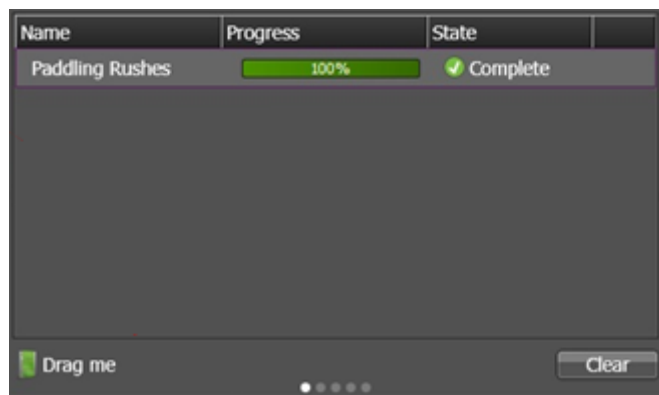 Name Progress State
Paddling Rushes 100% Complete
Drag me Clear